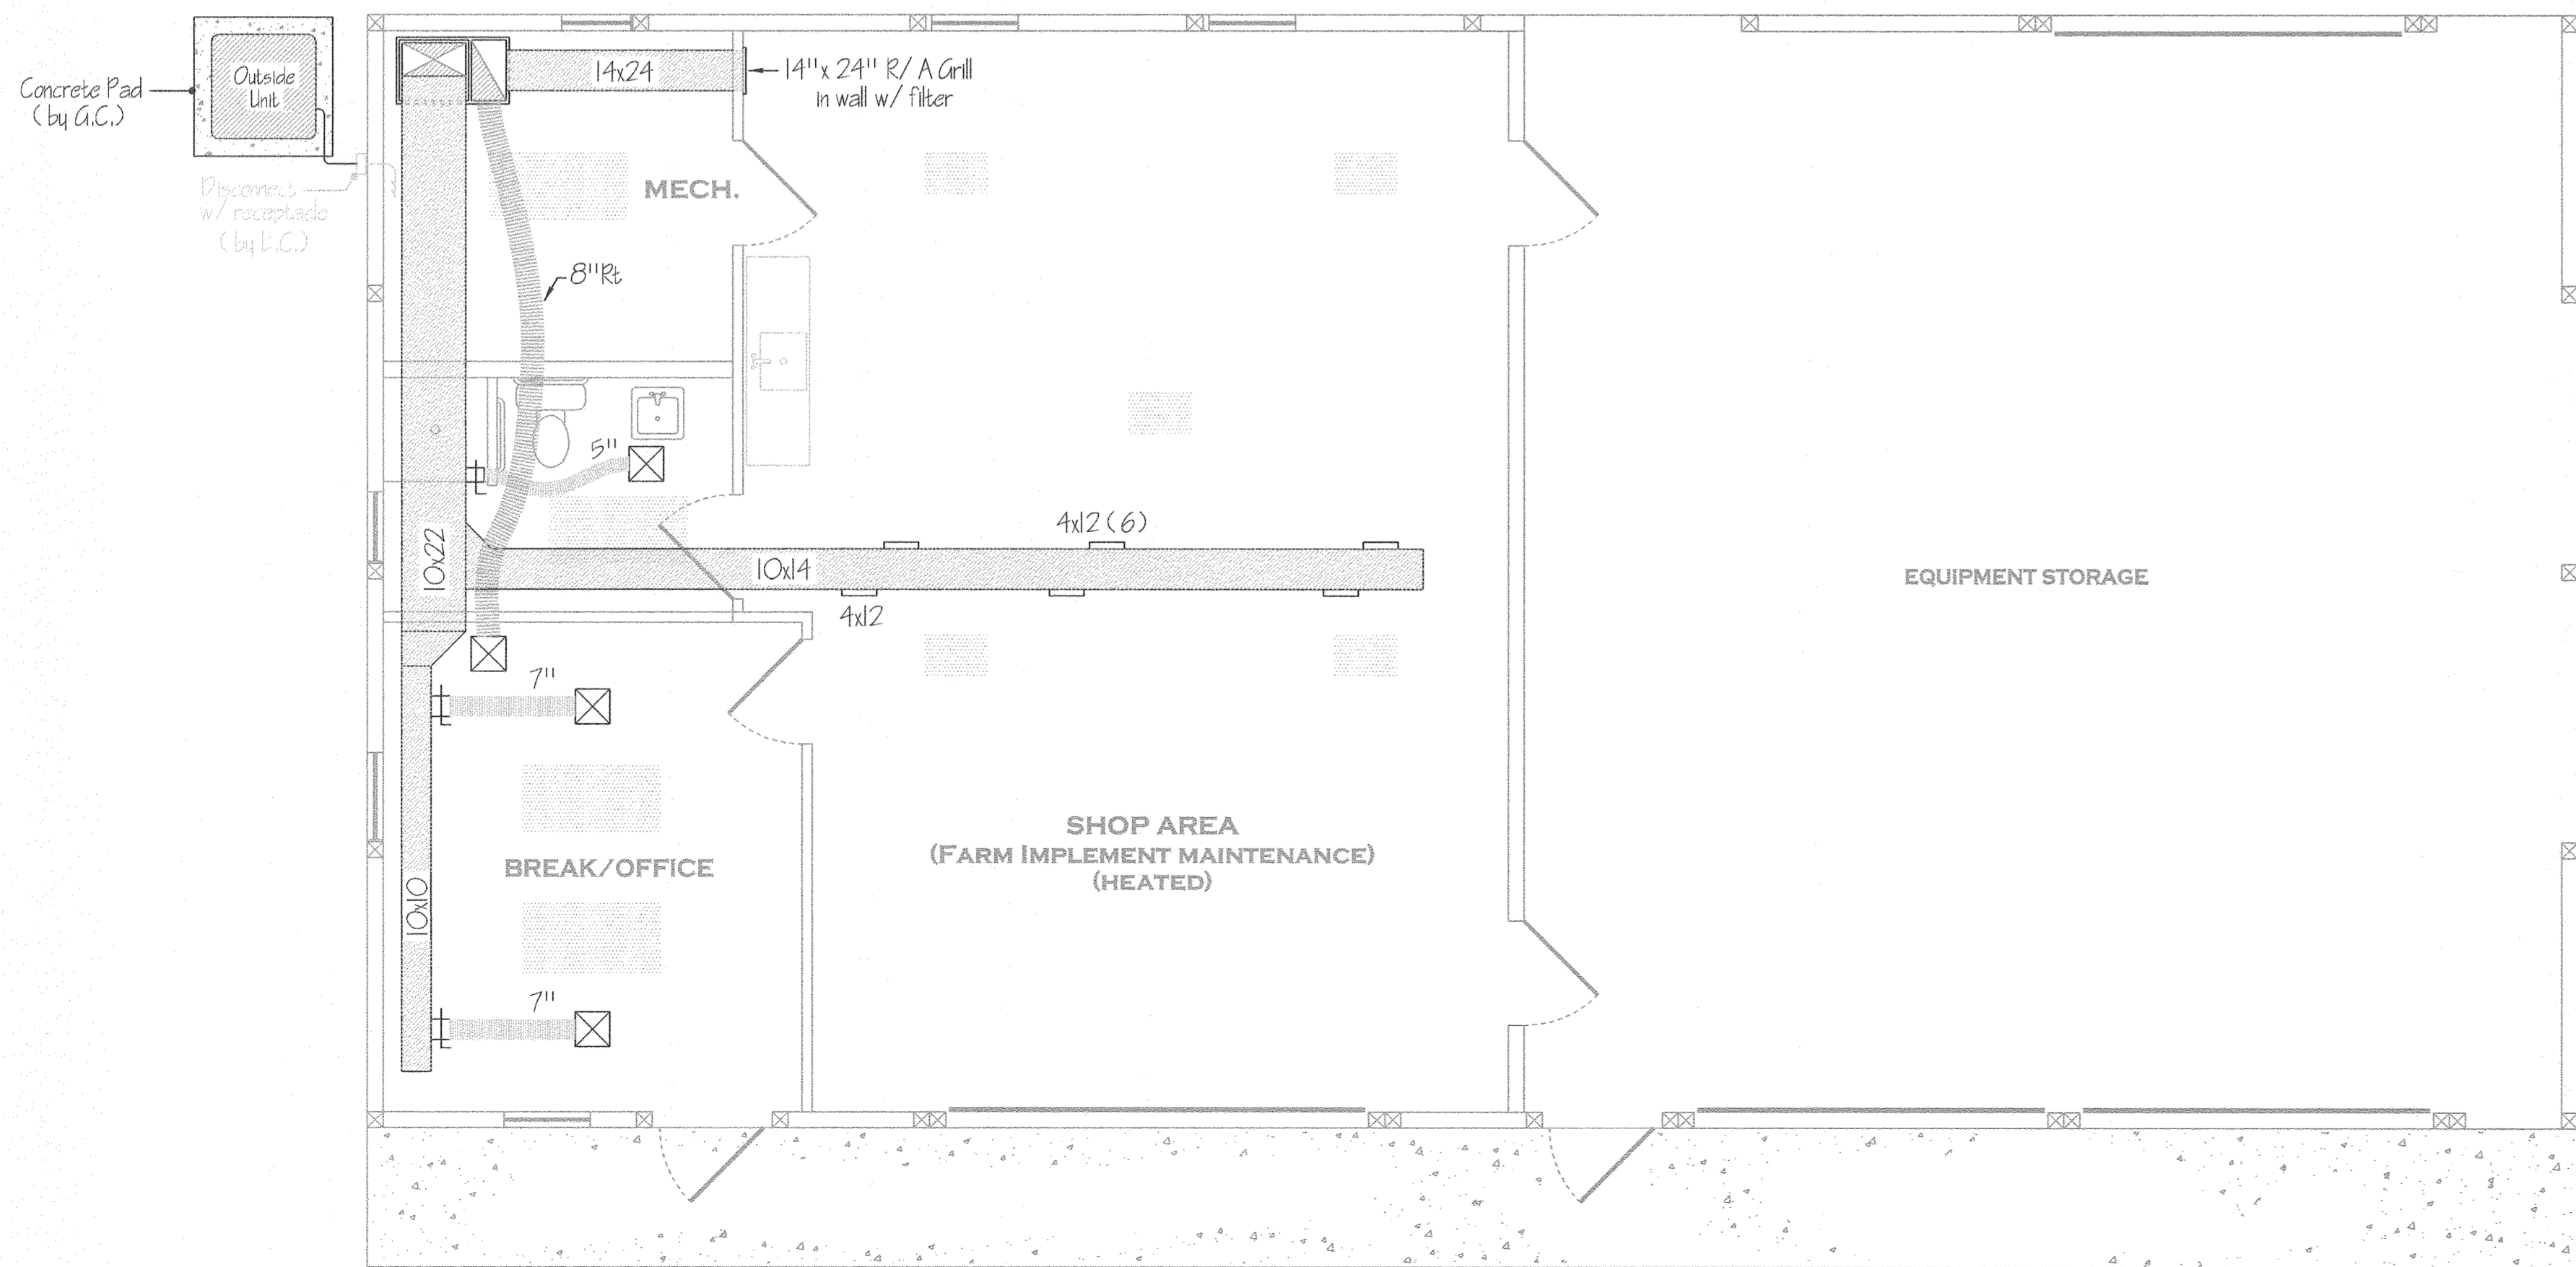 Outside
Unit
Concrete Pad
(by G.C.)
14x24
14"x 24" R/A Grill
in wall w/ filter
Disconnect
w/ receptacle
(by E.C.)
MECH.
8"Rt
5"
10x22
4x12 (6)
10x14
4x12
EQUIPMENT STORAGE
7"
SHOP AREA
(FARM IMPLEMENT MAINTENANCE)
(HEATED)
BREAK/OFFICE
10x10
7"